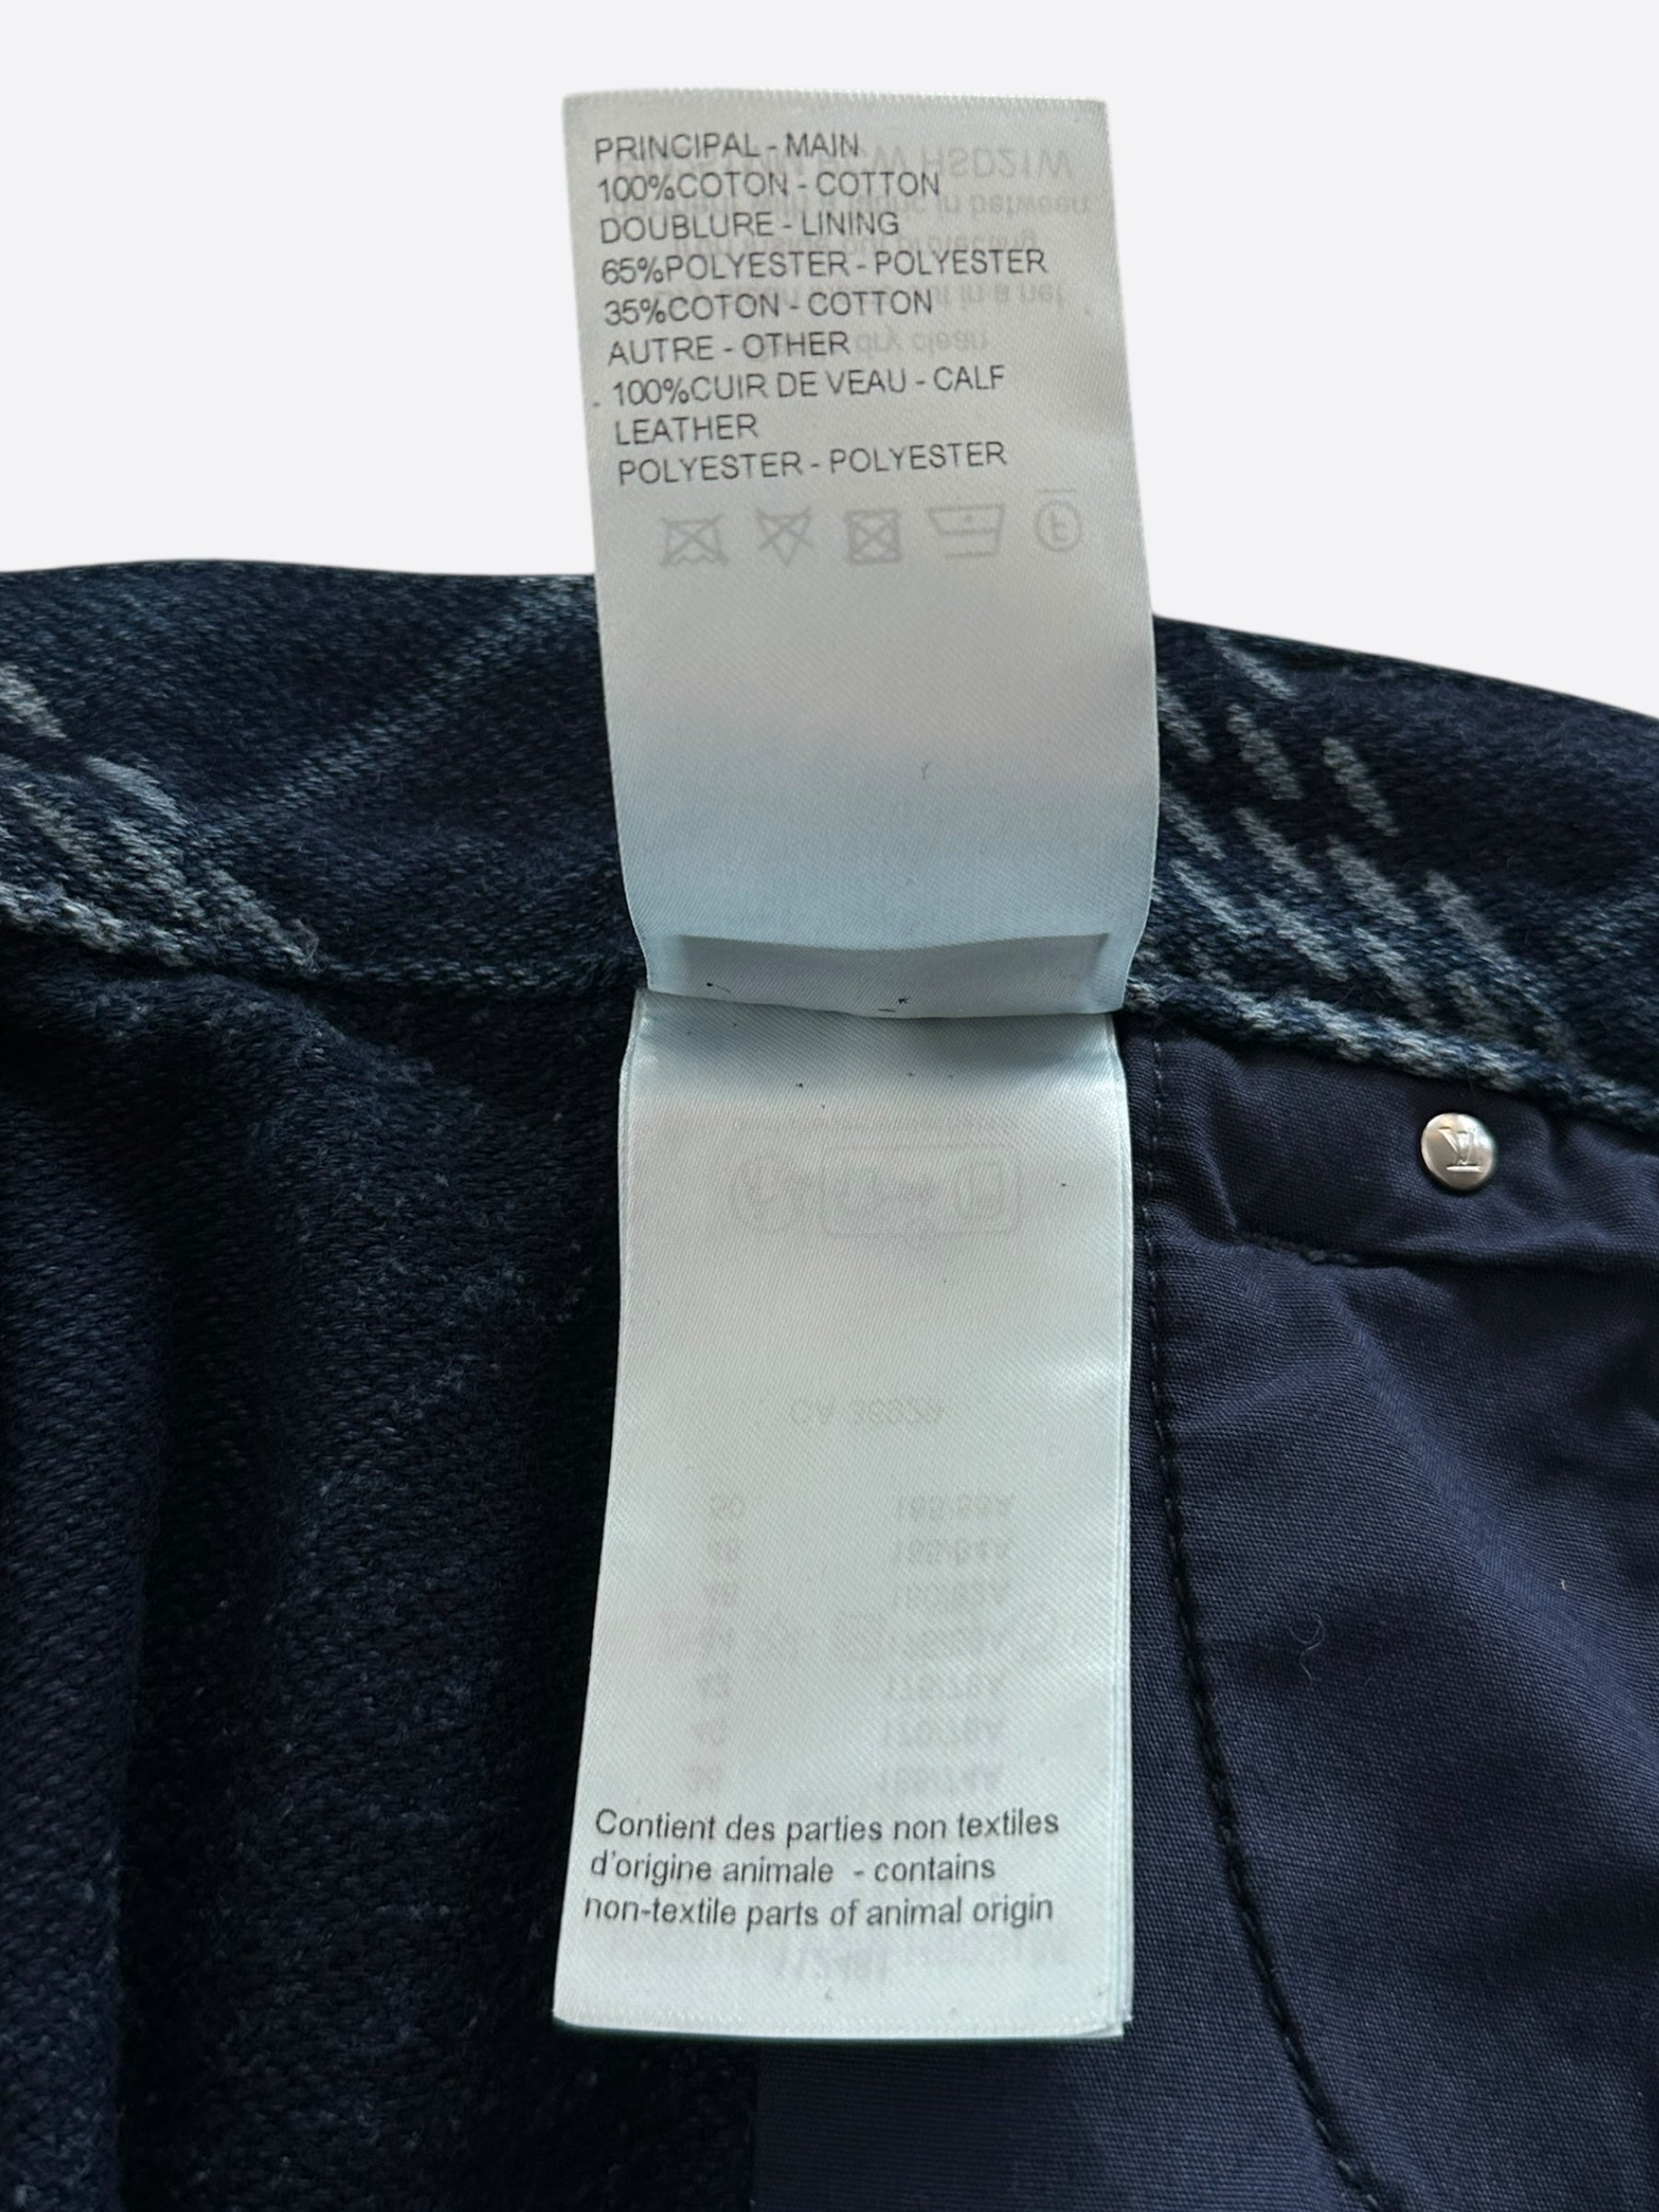 PRINCIPAL - MAIN
100%COTON - COTTON
DOUBLURE - LINING
65%POLYESTER - POLYESTER
35%COTON - COTTON
AUTRE - OTHER
100%CUIR DE VEAU - CALF
LEATHER
POLYESTER - POLYESTER
LV
Contient des parties non textiles
d'origine animale - contains
non-textile parts of animal origin